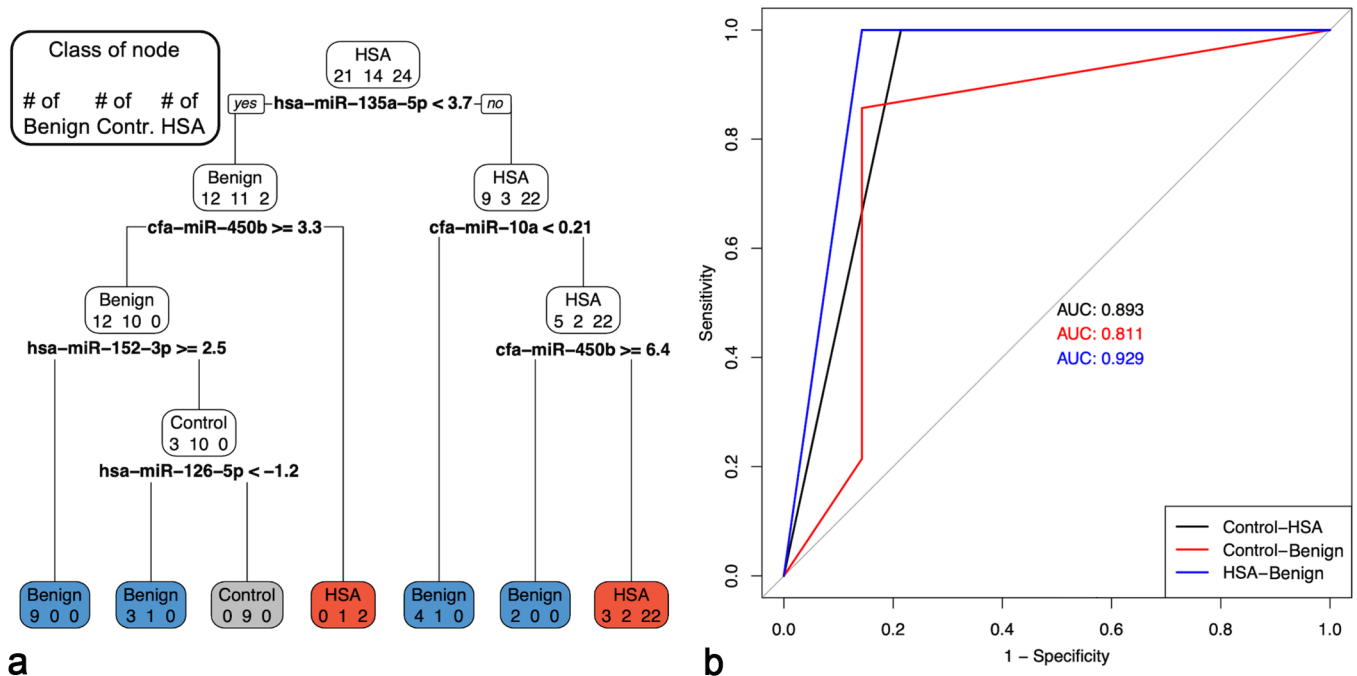 Class of node
# of # of # of
Benign Contr. HSA
HSA
21 14 24
yes
hsa−miR−135a−5p < 3.7
no
Benign
12 11 2
HSA
9 3 22
cfa−miR−450b >= 3.3
cfa−miR−10a < 0.21
Benign
12 10 0
HSA
5 2 22
hsa−miR−152−3p >= 2.5
cfa−miR−450b >= 6.4
Control
3 10 0
hsa−miR−126−5p < −1.2
Benign
9 0 0
Benign
3 1 0
Control
0 9 0
HSA
0 1 2
Benign
4 1 0
Benign
2 0 0
HSA
3 2 22
a
Sensitivity
1.0
0.8
0.6
0.4
0.2
0.0
AUC: 0.893
AUC: 0.811
AUC: 0.929
Control−HSA
Control−Benign
HSA−Benign
0.0 0.2 0.4 0.6 0.8 1.0
1 − Specificity
b